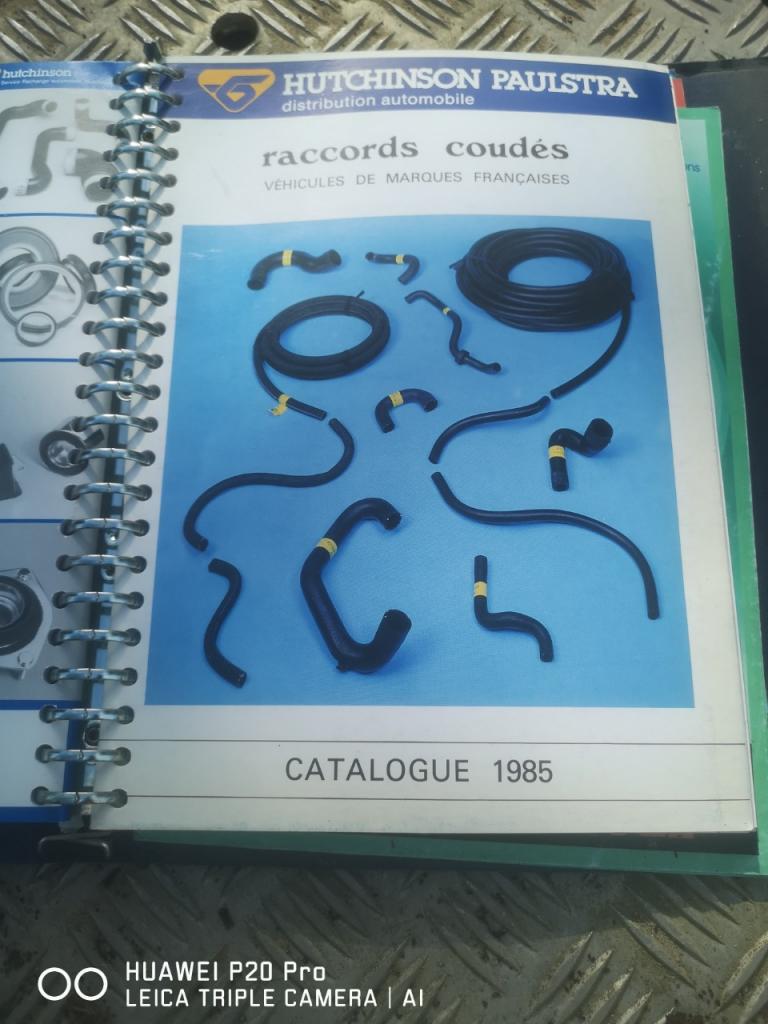 hutchinson
HUTCHINSON PAULSTRA
distribution automobile
raccords coudés
VÉHICULES DE MARQUES FRANÇAISES
CATALOGUE 1985
HUAWEI P20 Pro
LEICA TRIPLE CAMERA | AI